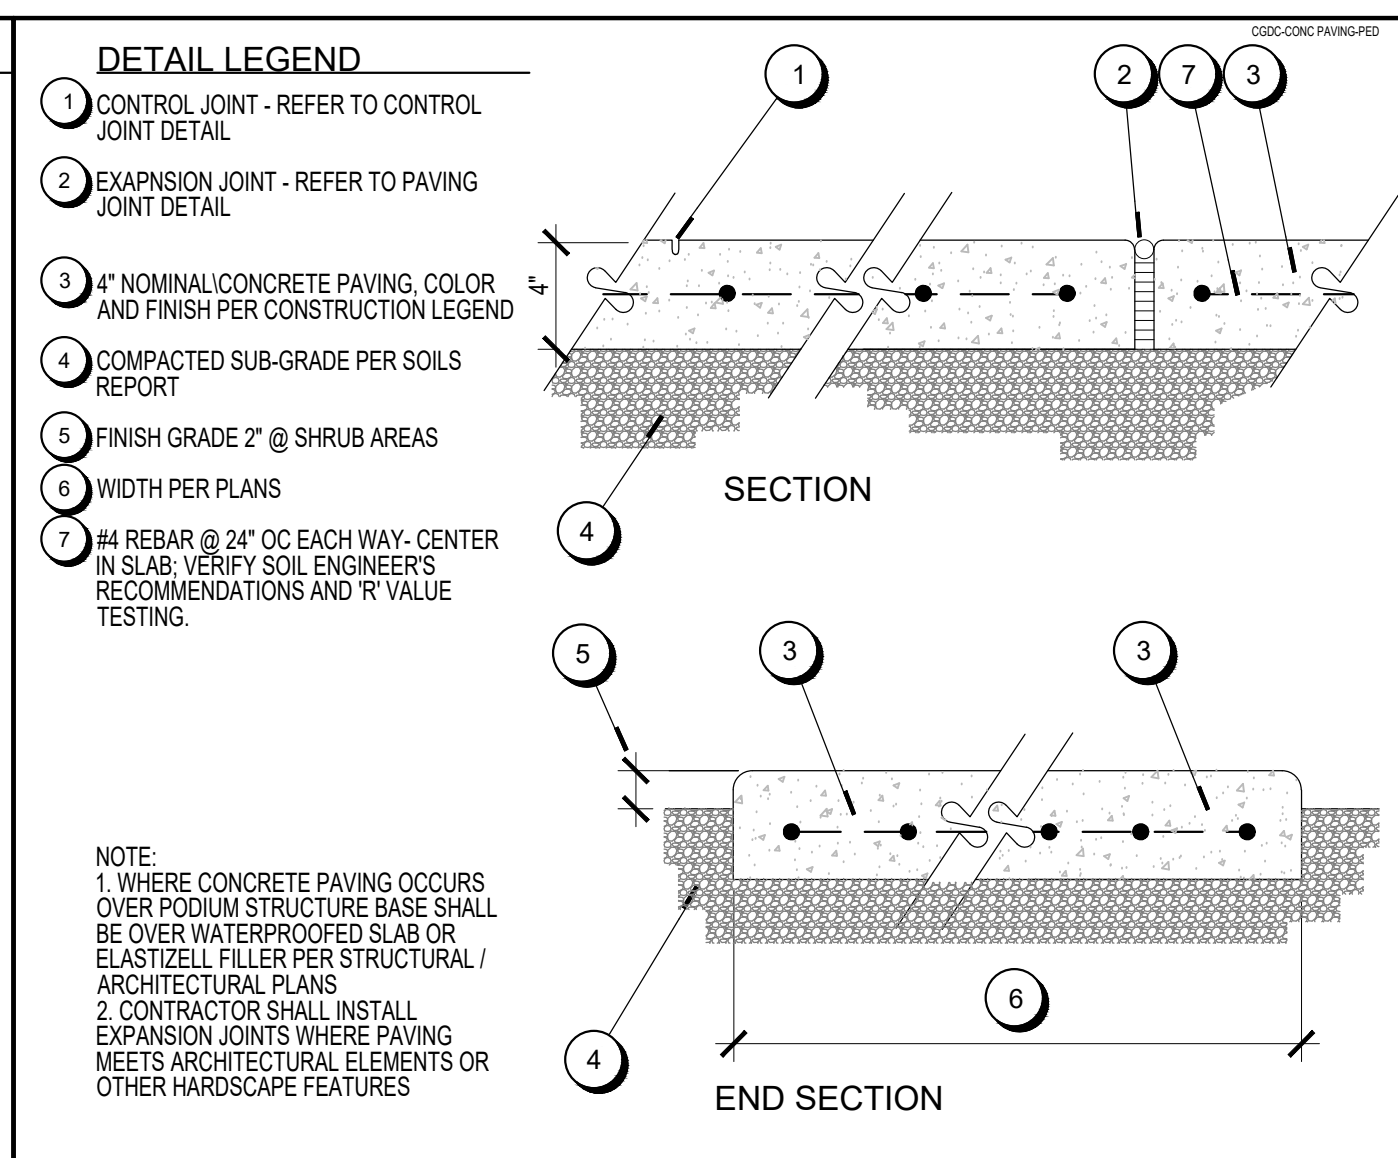 CGDC-CONC PAVING-PED
DETAIL LEGEND
1 CONTROL JOINT - REFER TO CONTROL
JOINT DETAIL
2 EXAPNSION JOINT - REFER TO PAVING
JOINT DETAIL
3 4" NOMINAL\CONCRETE PAVING, COLOR
AND FINISH PER CONSTRUCTION LEGEND
4 COMPACTED SUB-GRADE PER SOILS
REPORT
5 FINISH GRADE 2" @ SHRUB AREAS
6 WIDTH PER PLANS
7 #4 REBAR @ 24" OC EACH WAY- CENTER
IN SLAB; VERIFY SOIL ENGINEER'S
RECOMMENDATIONS AND 'R' VALUE
TESTING.
NOTE:
1. WHERE CONCRETE PAVING OCCURS
OVER PODIUM STRUCTURE BASE SHALL
BE OVER WATERPROOFED SLAB OR
ELASTIZELL FILLER PER STRUCTURAL /
ARCHITECTURAL PLANS
2. CONTRACTOR SHALL INSTALL
EXPANSION JOINTS WHERE PAVING
MEETS ARCHITECTURAL ELEMENTS OR
OTHER HARDSCAPE FEATURES
1
2 7 3
4"
4
SECTION
5
3
3
6
4
END SECTION